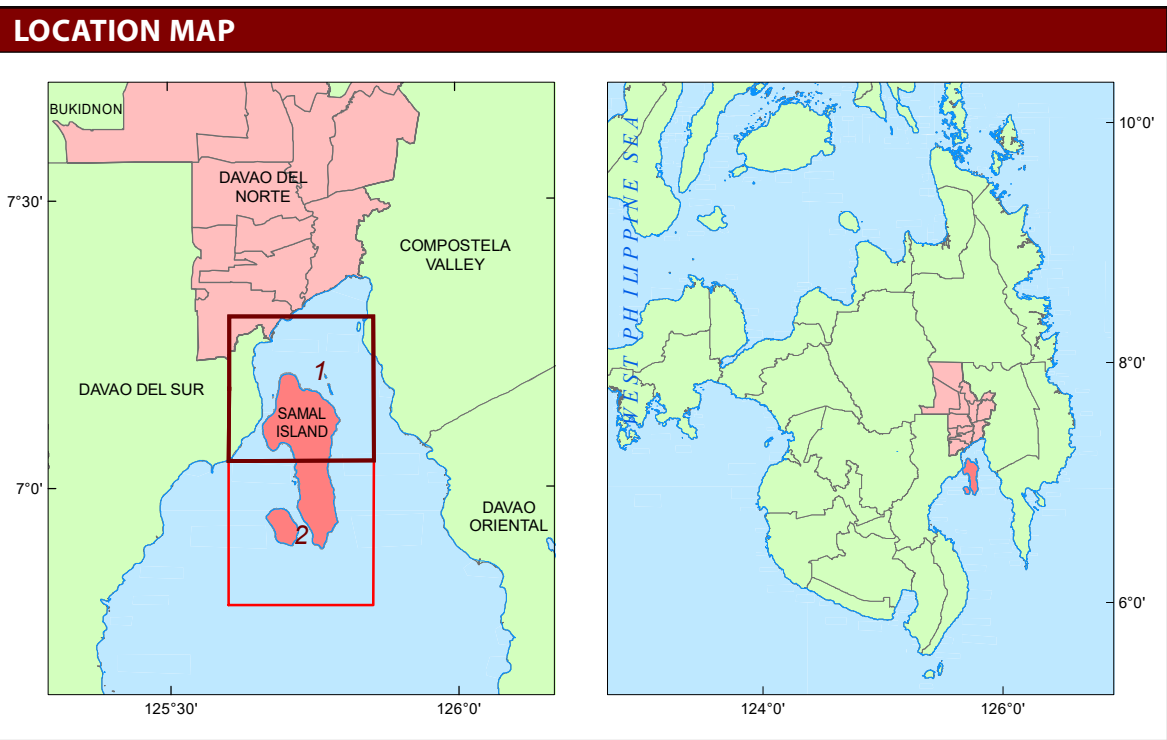 LOCATION MAP
BUKIDNON
DAVAO DEL
NORTE
7°30'
COMPOSTELA
VALLEY
1
DAVAO DEL SUR
SAMAL
ISLAND
7°0'
DAVAO
ORIENTAL
2
125°30'
126°0'
WEST PHILIPPINE SEA
10°0'
8°0'
6°0'
124°0'
126°0'